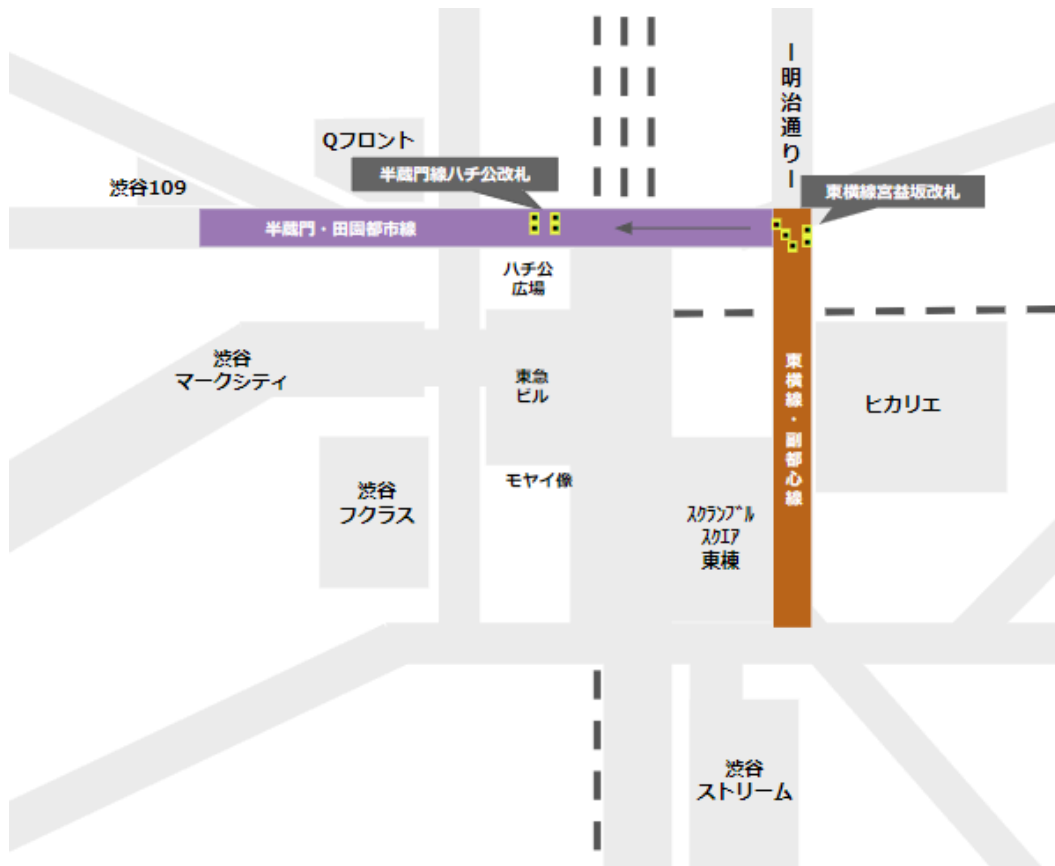 ー明治通りー
Qフロント
半蔵門線ハチ公改札
東横線宮益坂改札
渋谷109
半蔵門・田園都市線
ハチ公
広場
渋谷
マークシティ
東急
ビル
東横線・副都心線
ヒカリエ
モヤイ像
渋谷
フクラス
スクランブル
スクエア
東棟
渋谷
ストリーム